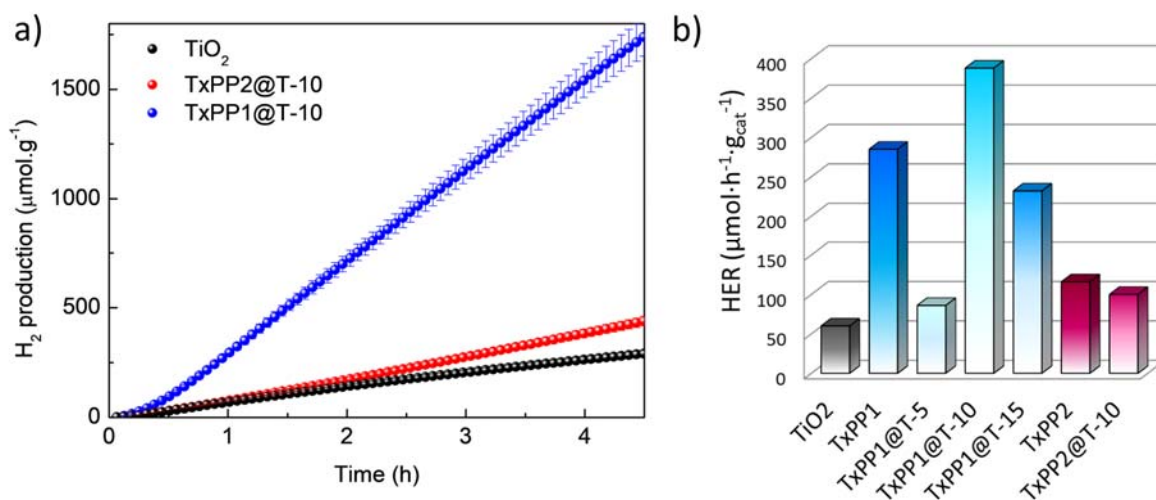 a)
TiO₂
TxPP2@T-10
TxPP1@T-10
H₂ production (μmol.g⁻¹)
1500
1000
500
0
0 1 2 3 4
Time (h)
b)
HER (μmol·h⁻¹·g_cat⁻¹)
400
350
300
250
200
150
100
50
0
TiO2
TxPP1
TxPP1@T-5
TxPP1@T-10
TxPP1@T-15
TxPP2
TxPP2@T-10